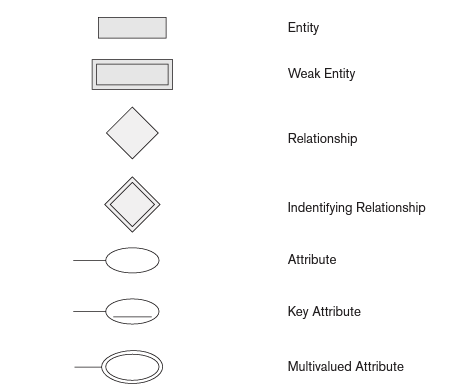 Entity
Weak Entity
Relationship
Indentifying Relationship
Attribute
Key Attribute
Multivalued Attribute